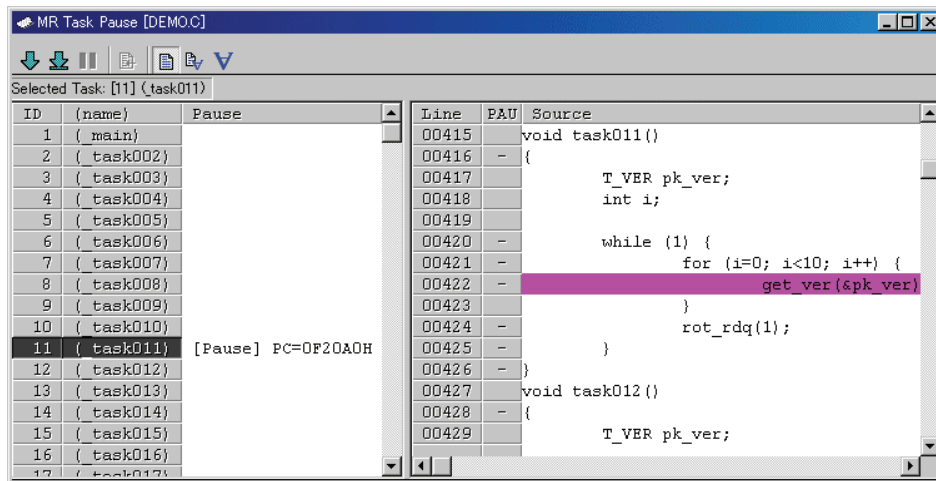 MR Task Pause [DEMO.C]
Selected Task: [11] (_task011)
ID (name) Pause
1 (_main)
2 (_task002)
3 (_task003)
4 (_task004)
5 (_task005)
6 (_task006)
7 (_task007)
8 (_task008)
9 (_task009)
10 (_task010)
11 (_task011) [Pause] PC=0F20A0H
12 (_task012)
13 (_task013)
14 (_task014)
15 (_task015)
16 (_task016)
17 (_task017)
Line PAU Source
00415 void task011()
00416 - {
00417 T_VER pk_ver;
00418 int i;
00419
00420 - while (1) {
00421 - for (i=0; i<10; i++) {
00422 - get_ver(&pk_ver)
00423 }
00424 - rot_rdq(1);
00425 - }
00426 - }
00427 void task012()
00428 - {
00429 T_VER pk_ver;